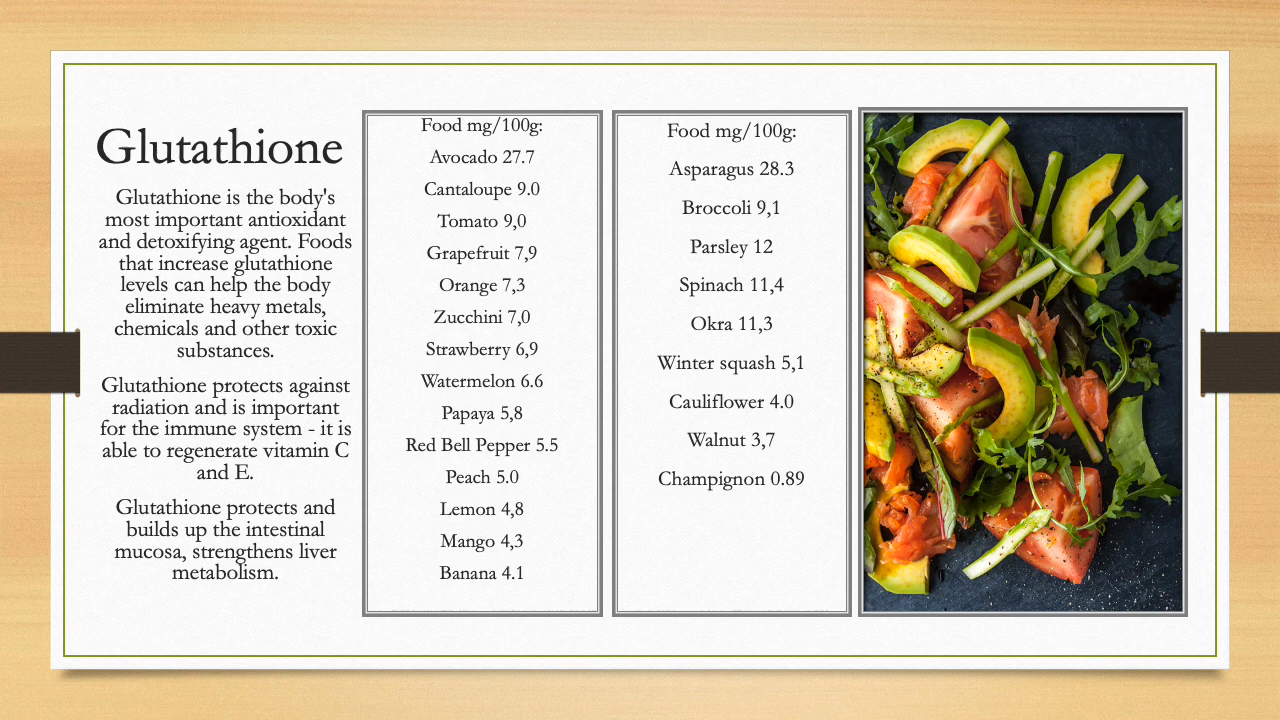 Glutathione
Glutathione is the body's
most important antioxidant
and detoxifying agent. Foods
that increase glutathione
levels can help the body
eliminate heavy metals,
chemicals and other toxic
substances.
Glutathione protects against
radiation and is important
for the immune system - it is
able to regenerate vitamin C
and E.
Glutathione protects and
builds up the intestinal
mucosa, strengthens liver
metabolism.
Food mg/100g:
Avocado 27.7
Cantaloupe 9.0
Tomato 9,0
Grapefruit 7,9
Orange 7,3
Zucchini 7,0
Strawberry 6,9
Watermelon 6.6
Papaya 5,8
Red Bell Pepper 5.5
Peach 5.0
Lemon 4,8
Mango 4,3
Banana 4.1
Food mg/100g:
Asparagus 28.3
Broccoli 9,1
Parsley 12
Spinach 11,4
Okra 11,3
Winter squash 5,1
Cauliflower 4.0
Walnut 3,7
Champignon 0.89